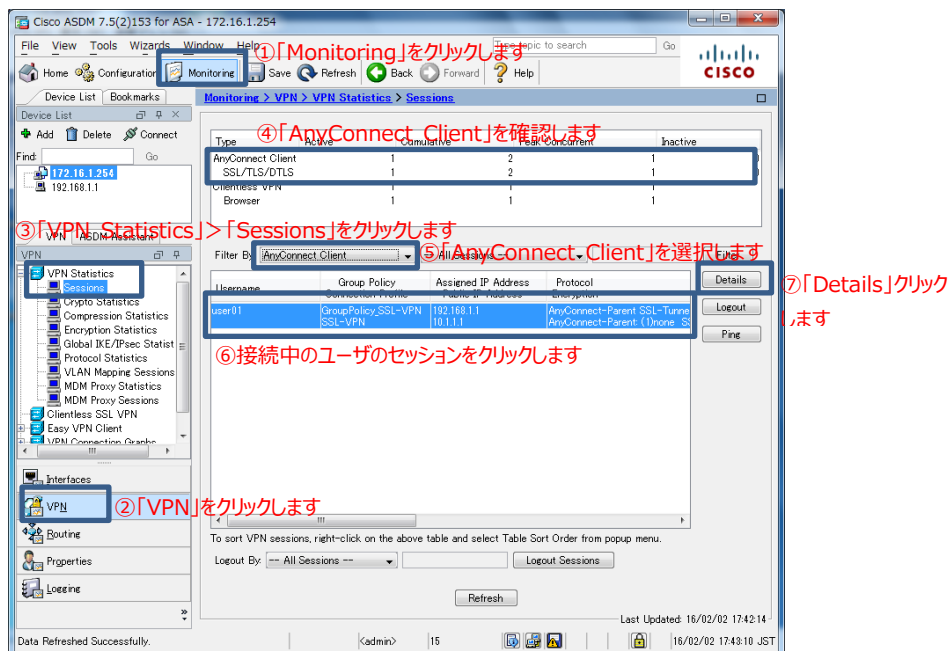 Cisco ASDM 7.5(2)153 for ASA - 172.16.1.254
File View Tools Wizards Window Help
topic to search Go
①「Monitoring」をクリックします
Home Configuration Monitoring Save Refresh Back Forward Help
CISCO
Device List Bookmarks
Monitoring > VPN > VPN Statistics > Sessions
Device List
Add Delete Connect
Find: Go
172.16.1.254
192.168.1.1
④「AnyConnect Client」を確認します
Type Active Cumulative Peak Concurrent Inactive
AnyConnect Client 1 2 1
SSL/TLS/DTLS 1 2 1
Clientless VPN 1 1 1
Browser 1 1 1
③「VPN Statistics」>「Sessions」をクリックします
VPN ASDM Assistant
VPN
Filter By: AnyConnect Client -- All Sessions -- Filter
⑤「AnyConnect Client」を選択します
VPN Statistics
Sessions
Crypto Statistics
Compression Statistics
Encryption Statistics
Global IKE/IPsec Statist
Protocol Statistics
VLAN Mapping Sessions
MDM Proxy Statistics
MDM Proxy Sessions
Clientless SSL VPN
Easy VPN Client
VPN Connection Graphs
Username Group Policy Assigned IP Address Protocol
Connection Profile Public IP Address Encryption
user01 GroupPolicy_SSL-VPN 192.168.1.1 AnyConnect-Parent SSL-Tunne
SSL-VPN 10.1.1.1 AnyConnect-Parent: (1)none SS
Details
Logout
Ping
⑦「Details」クリック
します
⑥接続中のユーザのセッションをクリックします
Interfaces
VPN
②「VPN」をクリックします
Routing
Properties
Logging
To sort VPN sessions, right-click on the above table and select Table Sort Order from popup menu.
Logout By: -- All Sessions -- Logout Sessions
Refresh
Last Updated: 16/02/02 17:42:14
Data Refreshed Successfully. <admin> 15 16/02/02 17:43:10 JST